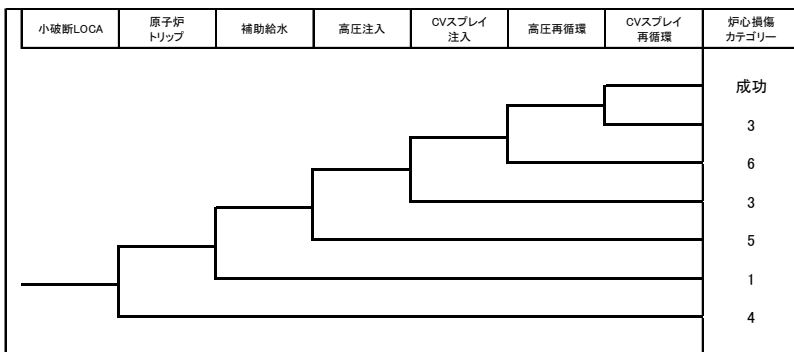 小破断LOCA
原子炉
トリップ
補助給水
高圧注入
CVスプレイ
注入
高圧再循環
CVスプレイ
再循環
炉心損傷
カテゴリー
成功
3
6
3
5
1
4